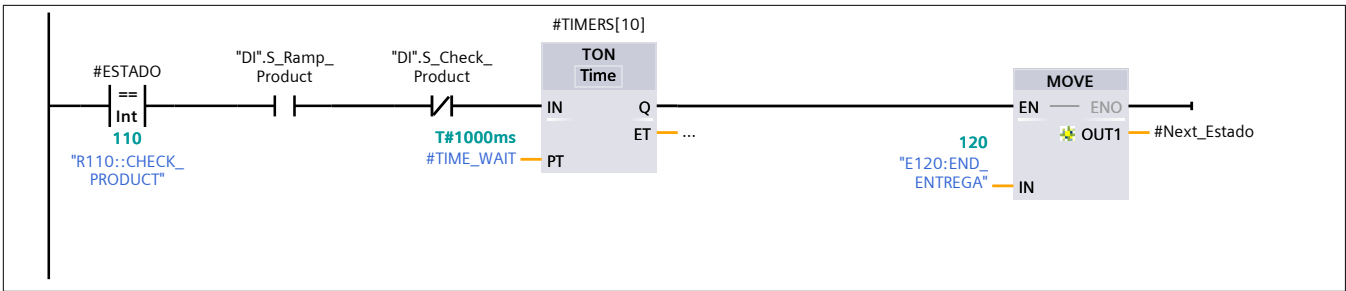 #TIMERS[10]
#ESTADO
==
Int
110
"R110::CHECK_
PRODUCT"
"DI".S_Ramp_
Product
"DI".S_Check_
Product
TON
Time
IN
Q
ET
...
T#1000ms
#TIME_WAIT
PT
MOVE
EN
ENO
OUT1
#Next_Estado
120
"E120:END_
ENTREGA"
IN